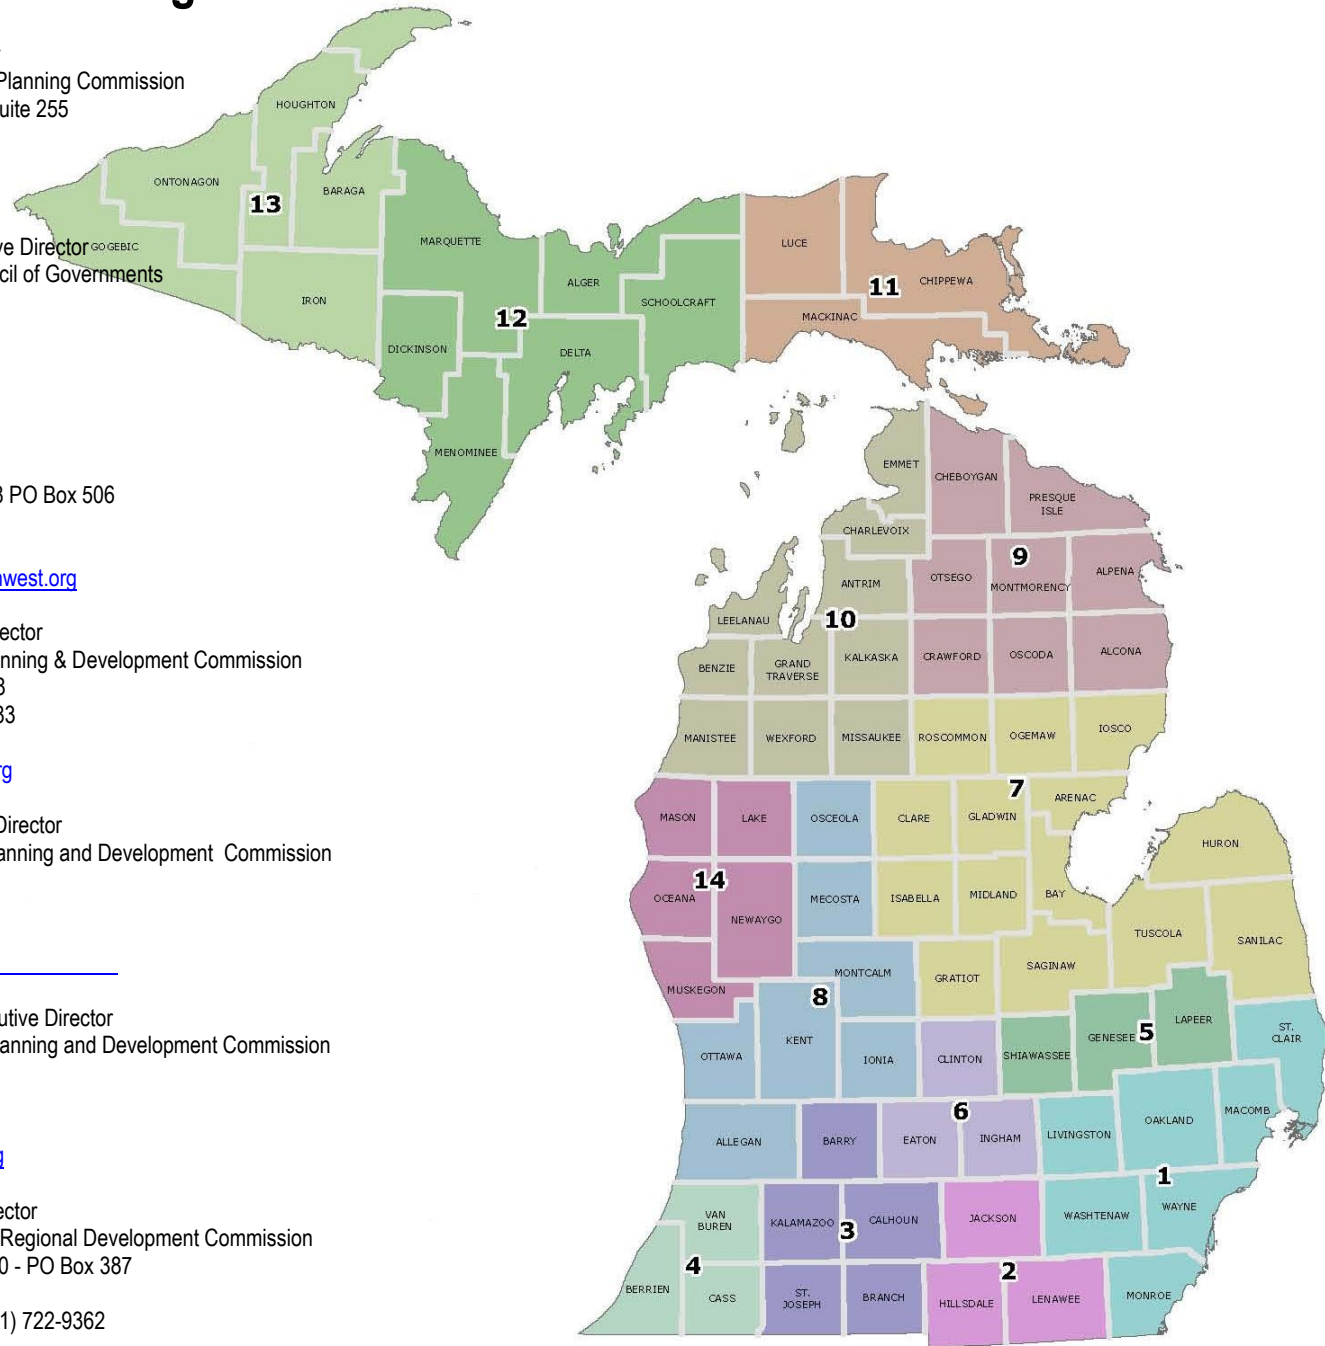 g
Planning Commission
uite 255
ve Director
cil of Governments
3 PO Box 506
nwest.org
ector
nning & Development Commission
3
33
rg
Director
anning and Development  Commission
utive Director
lanning and Development Commission
g
ector
Regional Development Commission
0 - PO Box 387
1) 722-9362
HOUGHTON
ONTONAGON
BARAGA
13
GOGEBIC
IRON
MARQUETTE
ALGER
SCHOOLCRAFT
12
DICKINSON
DELTA
MENOMINEE
LUCE
CHIPPEWA
11
MACKINAC
EMMET
CHEBOYGAN
PRESQUE
ISLE
CHARLEVOIX
9
ANTRIM
OTSEGO
MONTMORENCY
ALPENA
LEELANAU
10
BENZIE
GRAND
TRAVERSE
KALKASKA
CRAWFORD
OSCODA
ALCONA
MANISTEE
WEXFORD
MISSAUKEE
ROSCOMMON
OGEMAW
IOSCO
7
ARENAC
MASON
LAKE
OSCEOLA
CLARE
GLADWIN
HURON
14
OCEANA
NEWAYGO
MECOSTA
ISABELLA
MIDLAND
BAY
TUSCOLA
SANILAC
MUSKEGON
MONTCALM
GRATIOT
SAGINAW
8
OTTAWA
KENT
IONIA
CLINTON
SHIAWASSEE
GENESEE
5
LAPEER
ST.
CLAIR
6
ALLEGAN
BARRY
EATON
INGHAM
LIVINGSTON
OAKLAND
MACOMB
1
VAN
BUREN
KALAMAZOO
3
CALHOUN
JACKSON
WASHTENAW
WAYNE
4
2
BERRIEN
CASS
ST.
JOSEPH
BRANCH
HILLSDALE
LENAWEE
MONROE